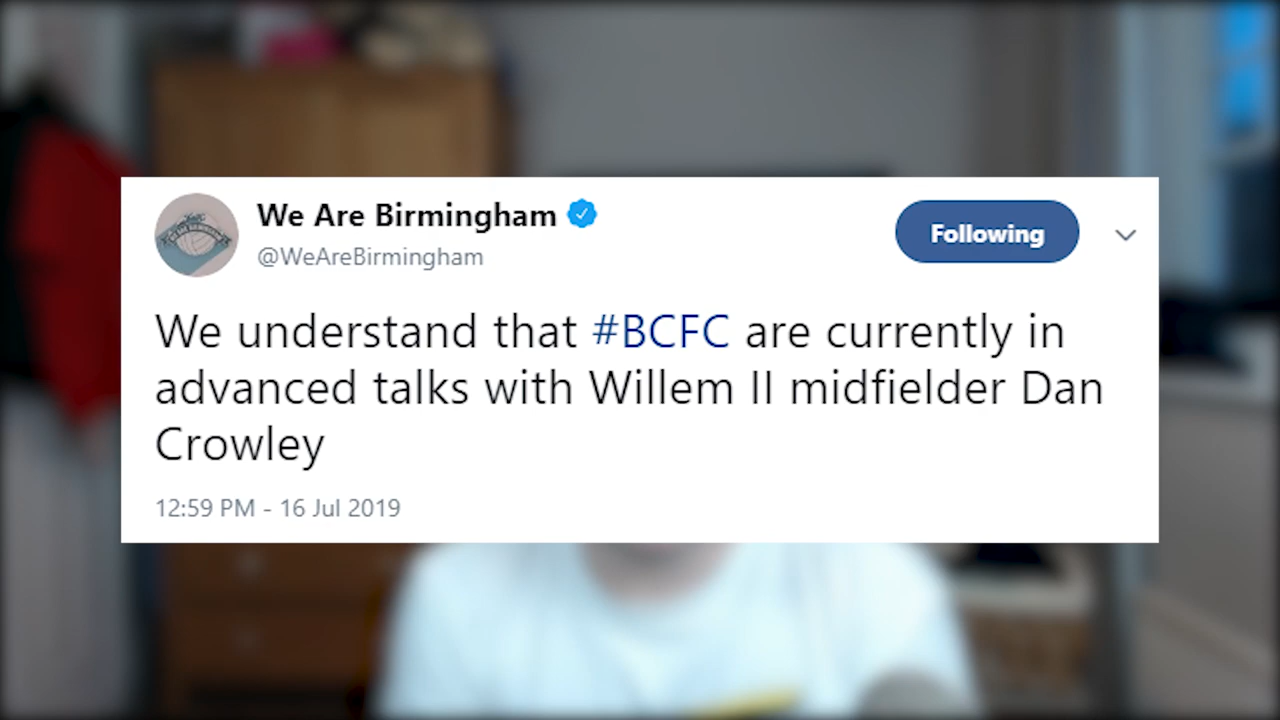 We Are Birmingham
@WeAreBirmingham
Following
We understand that #BCFC are currently in
advanced talks with Willem II midfielder Dan
Crowley
12:59 PM - 16 Jul 2019